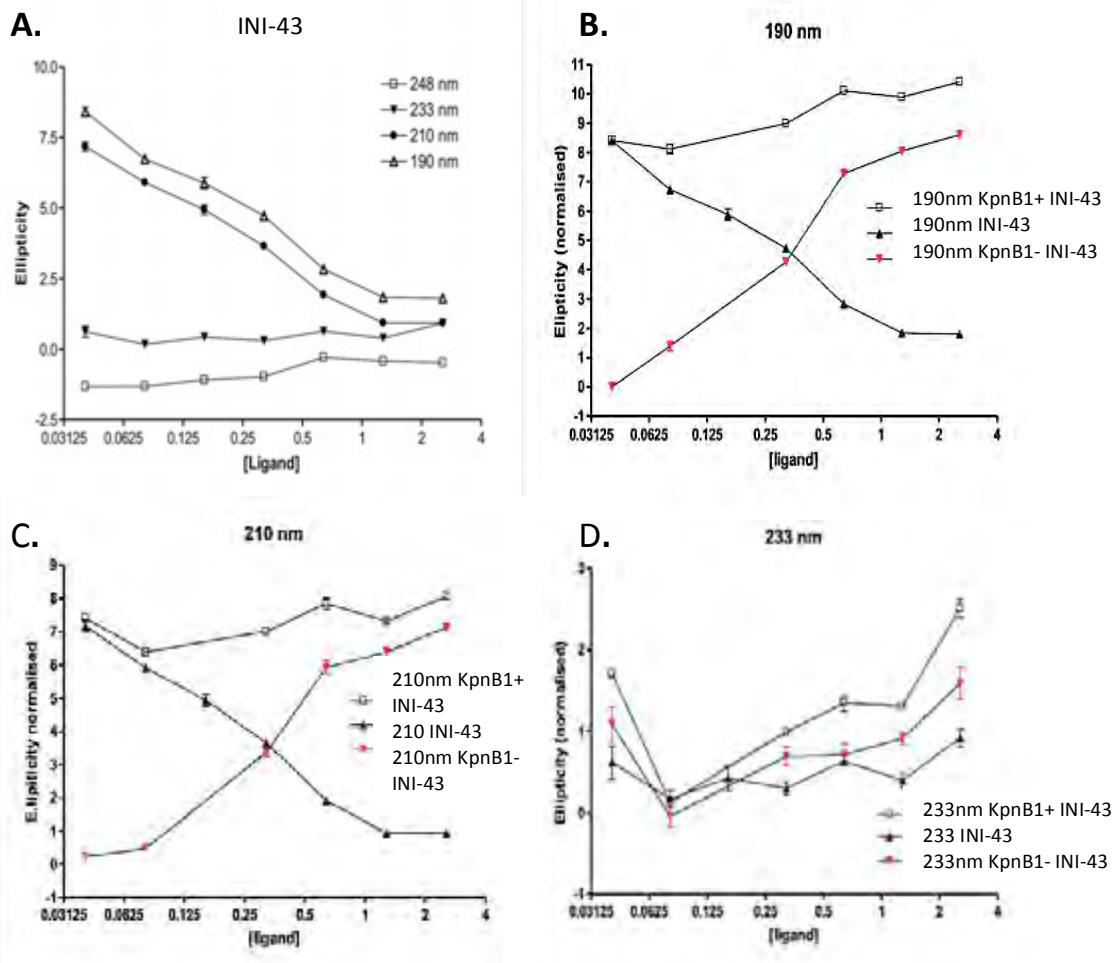 A.
INI-43
10.0
7.5
5.0
2.5
0.0
-2.5
Ellipticity
248 nm
233 nm
210 nm
190 nm
0.03125 0.0625 0.125 0.25 0.5 1 2 4
[Ligand]
B.
190 nm
11
10
9
8
7
6
5
4
3
2
1
0
-1
Elipticity (normalised)
190nm KpnB1+ INI-43
190nm INI-43
190nm KpnB1- INI-43
0.03125 0.0625 0.125 0.25 0.5 1 2 4
[ligand]
C.
210 nm
9
8
7
6
5
4
3
2
1
0
-1
Elipticity normalised
210nm KpnB1+
INI-43
210 INI-43
210nm KpnB1-
INI-43
0.03125 0.0625 0.125 0.25 0.5 1 2 4
[ligand]
D.
233 nm
3
2
1
0
-1
Ellipticity (normalised)
233nm KpnB1+ INI-43
233 INI-43
233nm KpnB1- INI-43
0.03125 0.0625 0.125 0.25 0.5 1 2 4
[ligand]